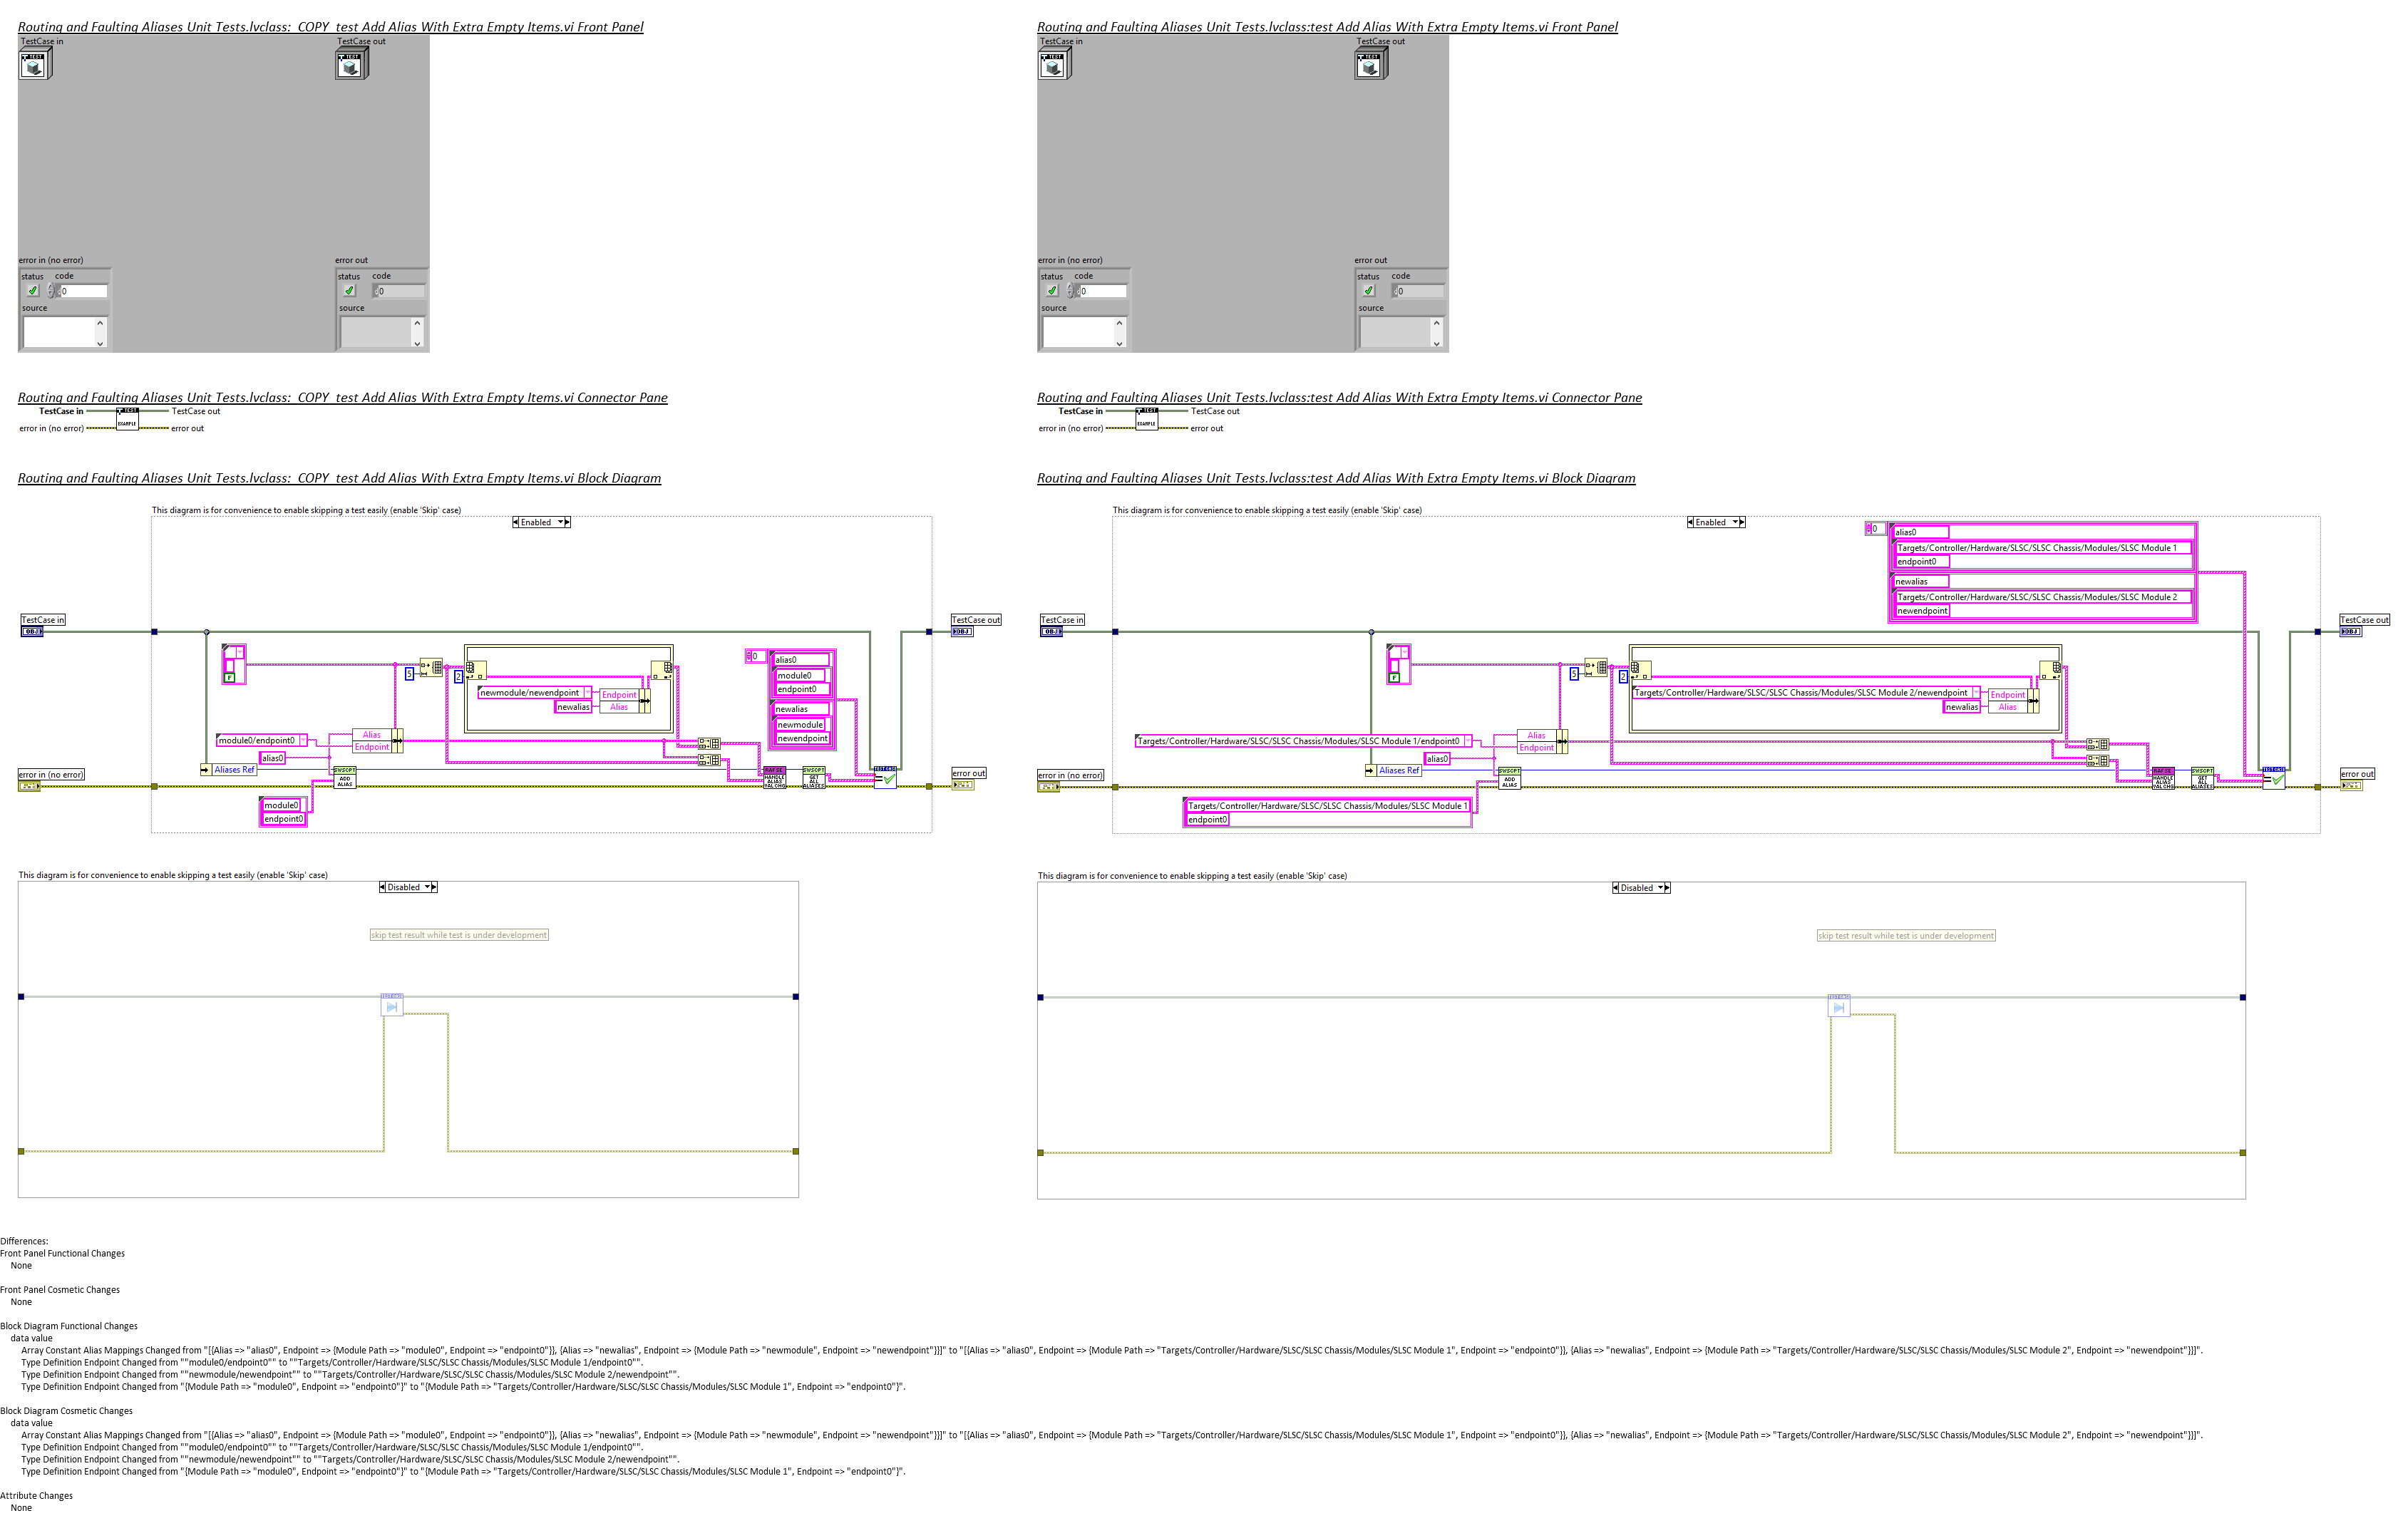 Routing and Faulting Aliases Unit Tests.lvclass:_COPY_test Add Alias With Extra Empty Items.vi Front Panel
TestCase in
TestCase out
TEST
TEST
error in (no error)
error out
status code
status code
0
0
source
source
Routing and Faulting Aliases Unit Tests.lvclass:_COPY_test Add Alias With Extra Empty Items.vi Connector Pane
TestCase in
TEST
TestCase out
error in (no error)
EXAMPLE
error out
Routing and Faulting Aliases Unit Tests.lvclass:_COPY_test Add Alias With Extra Empty Items.vi Block Diagram
This diagram is for convenience to enable skipping a test easily (enable 'Skip' case)
Enabled
TestCase in
OBJ
TestCase out
OBJ
F
5
2
newmodule/newendpoint
Endpoint
newalias
Alias
0
alias0
module0
endpoint0
newalias
newmodule
newendpoint
module0/endpoint0
Alias
Endpoint
alias0
Aliases Ref
error in (no error)
error out
ADD
ALIAS
HANDLE
ALIAS
VAL CHG
GET
ALL
ALIASES
module0
endpoint0
This diagram is for convenience to enable skipping a test easily (enable 'Skip' case)
Disabled
skip test result while test is under development
Routing and Faulting Aliases Unit Tests.lvclass:test Add Alias With Extra Empty Items.vi Front Panel
TestCase in
TestCase out
TEST
TEST
error in (no error)
error out
status code
status code
0
0
source
source
Routing and Faulting Aliases Unit Tests.lvclass:test Add Alias With Extra Empty Items.vi Connector Pane
TestCase in
TEST
TestCase out
error in (no error)
EXAMPLE
error out
Routing and Faulting Aliases Unit Tests.lvclass:test Add Alias With Extra Empty Items.vi Block Diagram
This diagram is for convenience to enable skipping a test easily (enable 'Skip' case)
Enabled
0
alias0
Targets/Controller/Hardware/SLSC/SLSC Chassis/Modules/SLSC Module 1
endpoint0
newalias
Targets/Controller/Hardware/SLSC/SLSC Chassis/Modules/SLSC Module 2
newendpoint
TestCase in
OBJ
TestCase out
OBJ
F
5
2
Targets/Controller/Hardware/SLSC/SLSC Chassis/Modules/SLSC Module 2/newendpoint
Endpoint
newalias
Alias
Targets/Controller/Hardware/SLSC/SLSC Chassis/Modules/SLSC Module 1/endpoint0
Alias
Endpoint
alias0
Aliases Ref
error in (no error)
error out
ADD
ALIAS
HANDLE
ALIAS
VAL CHG
GET
ALL
ALIASES
Targets/Controller/Hardware/SLSC/SLSC Chassis/Modules/SLSC Module 1
endpoint0
This diagram is for convenience to enable skipping a test easily (enable 'Skip' case)
Disabled
skip test result while test is under development
Differences:
Front Panel Functional Changes
None
Front Panel Cosmetic Changes
None
Block Diagram Functional Changes
data value
Array Constant Alias Mappings Changed from "[{Alias => "alias0", Endpoint => {Module Path => "module0", Endpoint => "endpoint0"}}, {Alias => "newalias", Endpoint => {Module Path => "newmodule", Endpoint => "newendpoint"}}]" to "[{Alias => "alias0", Endpoint => {Module Path => "Targets/Controller/Hardware/SLSC/SLSC Chassis/Modules/SLSC Module 1", Endpoint => "endpoint0"}}, {Alias => "newalias", Endpoint => {Module Path => "Targets/Controller/Hardware/SLSC/SLSC Chassis/Modules/SLSC Module 2", Endpoint => "newendpoint"}}]".
Type Definition Endpoint Changed from ""module0/endpoint0"" to ""Targets/Controller/Hardware/SLSC/SLSC Chassis/Modules/SLSC Module 1/endpoint0"".
Type Definition Endpoint Changed from ""newmodule/newendpoint"" to ""Targets/Controller/Hardware/SLSC/SLSC Chassis/Modules/SLSC Module 2/newendpoint"".
Type Definition Endpoint Changed from "{Module Path => "module0", Endpoint => "endpoint0"}" to "{Module Path => "Targets/Controller/Hardware/SLSC/SLSC Chassis/Modules/SLSC Module 1", Endpoint => "endpoint0"}".
Block Diagram Cosmetic Changes
data value
Array Constant Alias Mappings Changed from "[{Alias => "alias0", Endpoint => {Module Path => "module0", Endpoint => "endpoint0"}}, {Alias => "newalias", Endpoint => {Module Path => "newmodule", Endpoint => "newendpoint"}}]" to "[{Alias => "alias0", Endpoint => {Module Path => "Targets/Controller/Hardware/SLSC/SLSC Chassis/Modules/SLSC Module 1", Endpoint => "endpoint0"}}, {Alias => "newalias", Endpoint => {Module Path => "Targets/Controller/Hardware/SLSC/SLSC Chassis/Modules/SLSC Module 2", Endpoint => "newendpoint"}}]".
Type Definition Endpoint Changed from ""module0/endpoint0"" to ""Targets/Controller/Hardware/SLSC/SLSC Chassis/Modules/SLSC Module 1/endpoint0"".
Type Definition Endpoint Changed from ""newmodule/newendpoint"" to ""Targets/Controller/Hardware/SLSC/SLSC Chassis/Modules/SLSC Module 2/newendpoint"".
Type Definition Endpoint Changed from "{Module Path => "module0", Endpoint => "endpoint0"}" to "{Module Path => "Targets/Controller/Hardware/SLSC/SLSC Chassis/Modules/SLSC Module 1", Endpoint => "endpoint0"}".
Attribute Changes
None